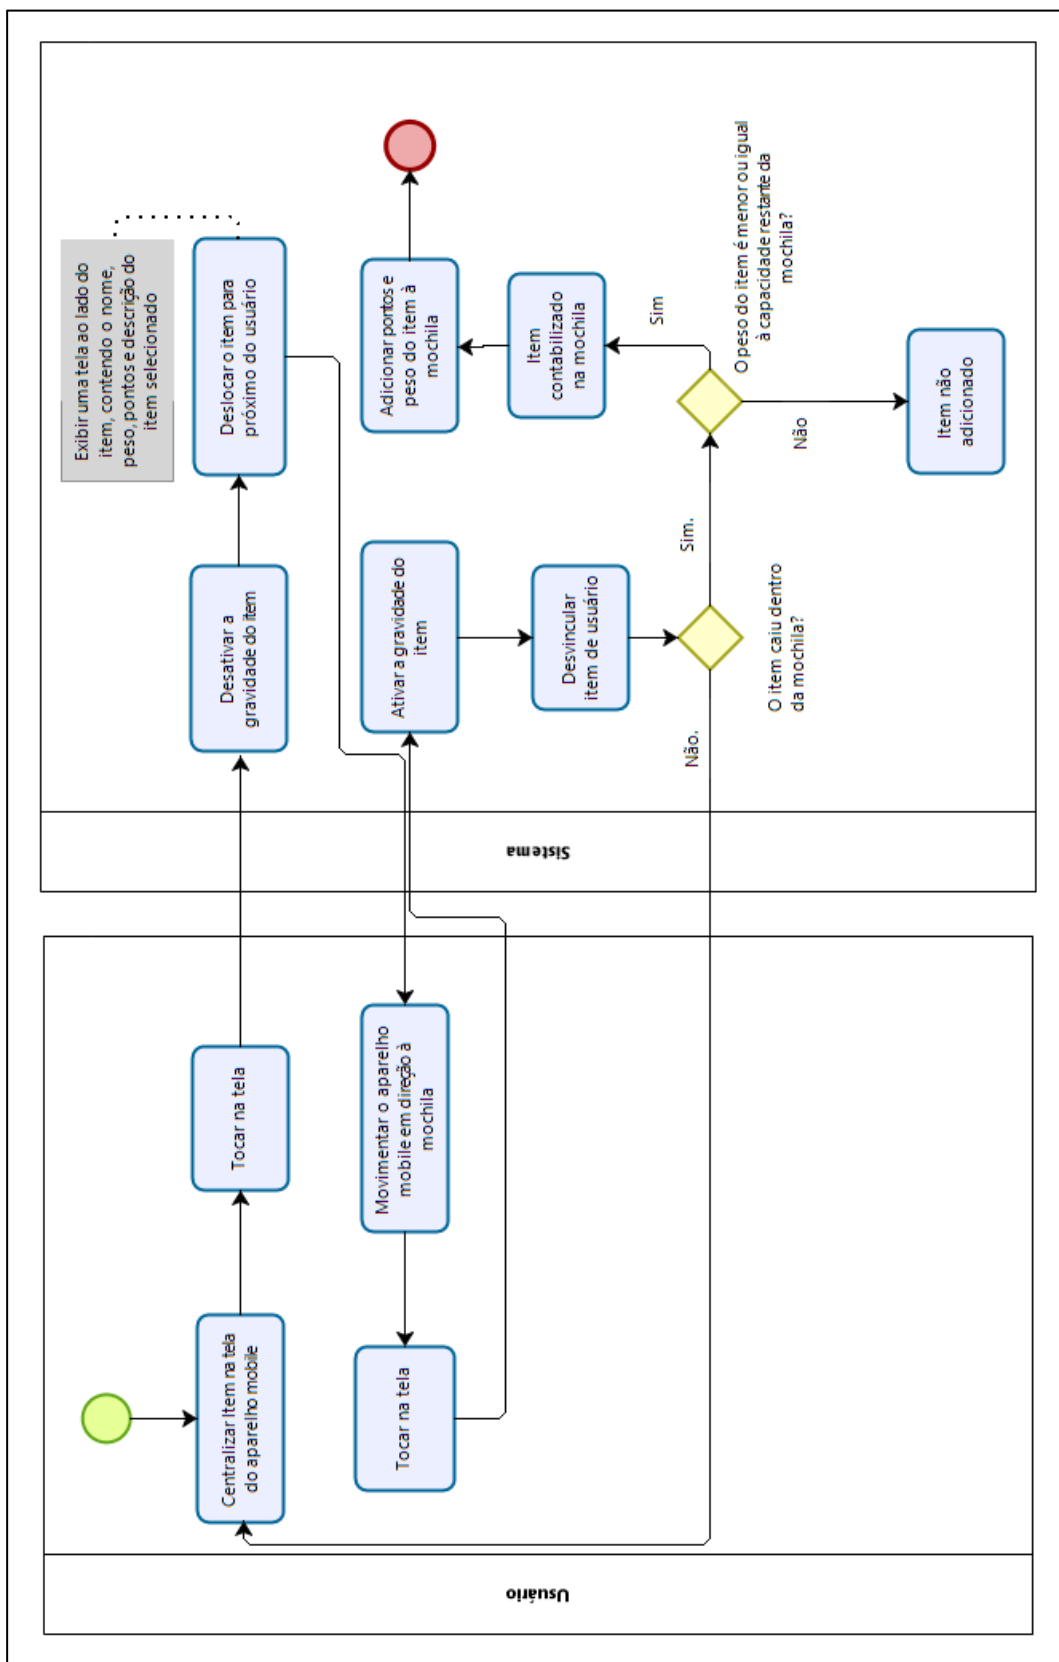 Usuário
Centralizar Item na tela
do aparelho mobile
Tocar na tela
Movimentar o aparelho
mobile em direção à
mochila
Tocar na tela
Sistema
Desativar a
gravidade do item
Deslocar o item para
próximo do usuário
Exibir uma tela ao lado do
item, contendo o nome,
peso, pontos e descrição do
item selecionado
Ativar a gravidade do
item
Desvincular
item de usuário
O item caiu dentro
da mochila?
Não.
Sim.
O peso do item é menor ou igual
à capacidade restante da
mochila?
Sim
Não
Item
contabilizado
na mochila
Adicionar pontos e
peso do item à
mochila
Item não
adicionado